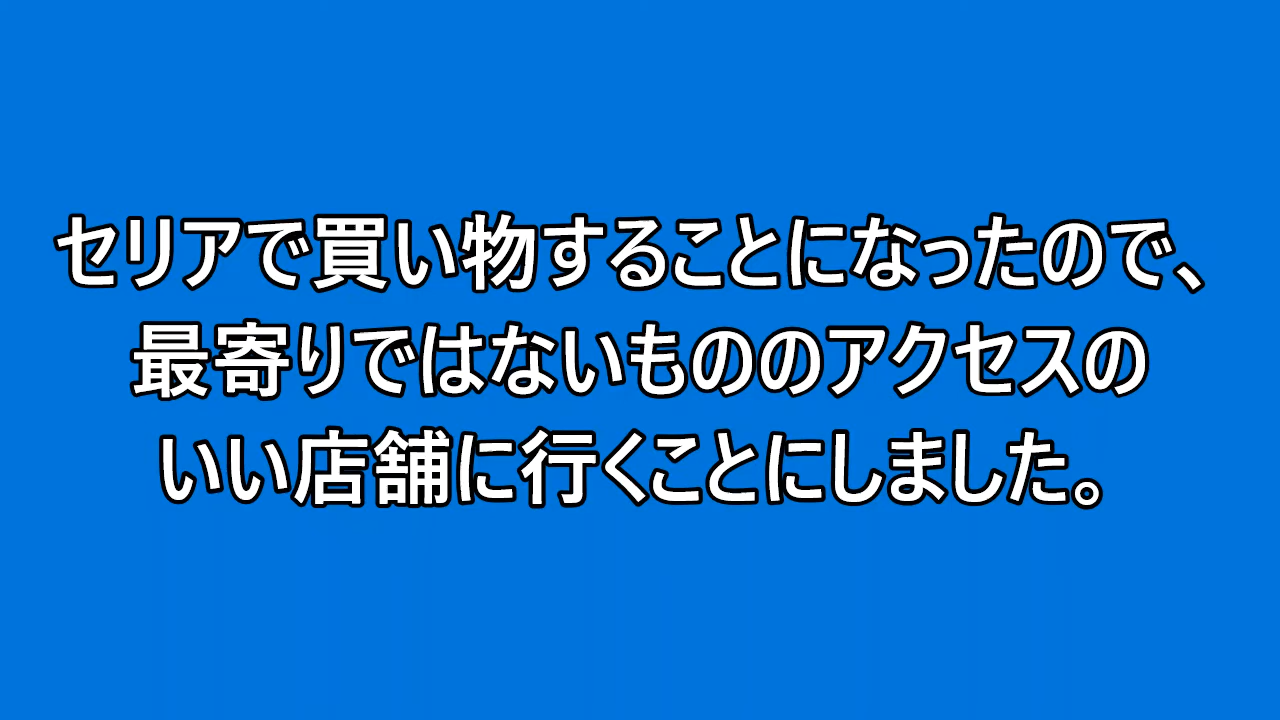 セリアで買い物することになったので、
最寄りではないもののアクセスの
いい店舗に行くことにしました。